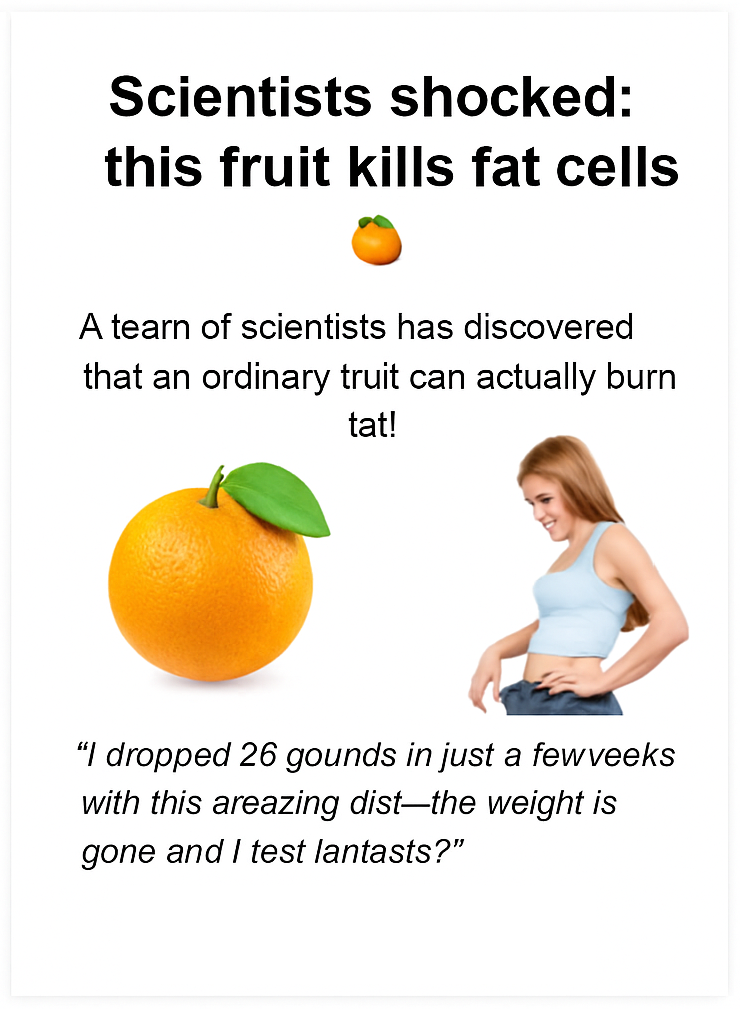 Scientists shocked:
this fruit kills fat cells
A tearn of scientists has discovered
that an ordinary truit can actually burn
tat!
“I dropped 26 gounds in just a fewveeks
with this areazing dist—the weight is
gone and I test lantasts?”